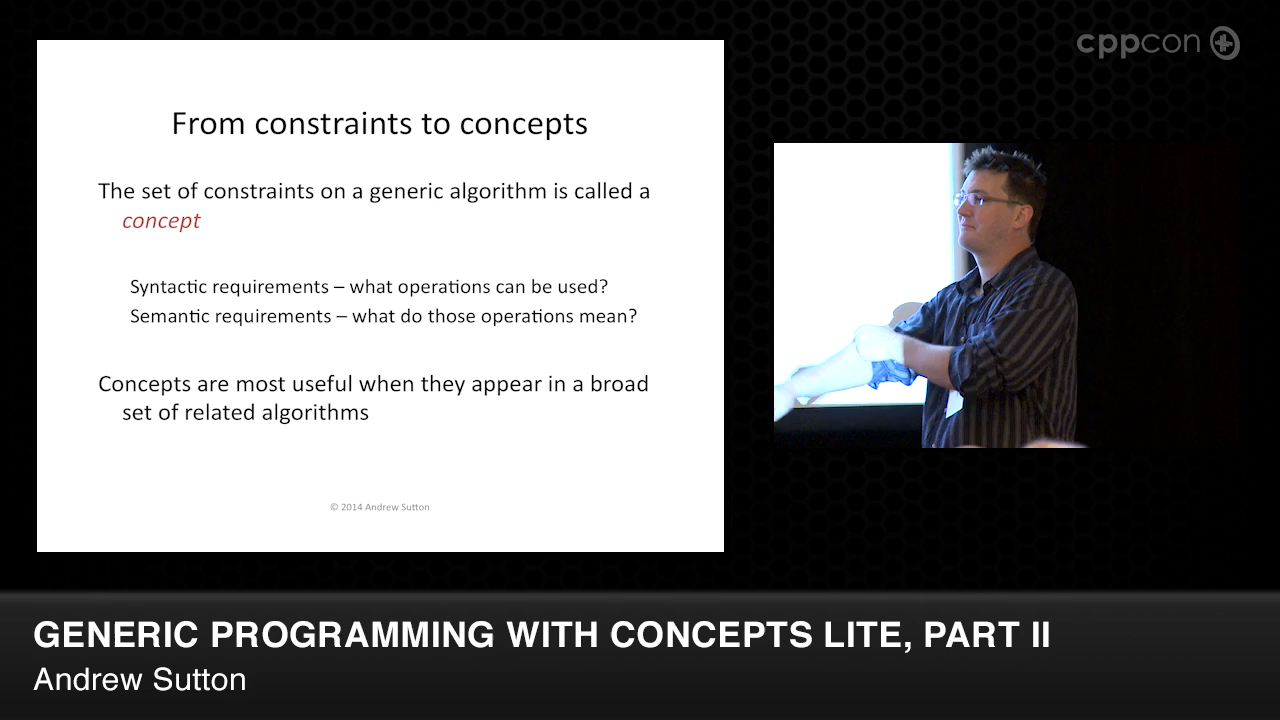 cppcon
From constraints to concepts
The set of constraints on a generic algorithm is called a
concept
Syntactic requirements – what operations can be used?
Semantic requirements – what do those operations mean?
Concepts are most useful when they appear in a broad
set of related algorithms
© 2014 Andrew Sutton
GENERIC PROGRAMMING WITH CONCEPTS LITE, PART II
Andrew Sutton